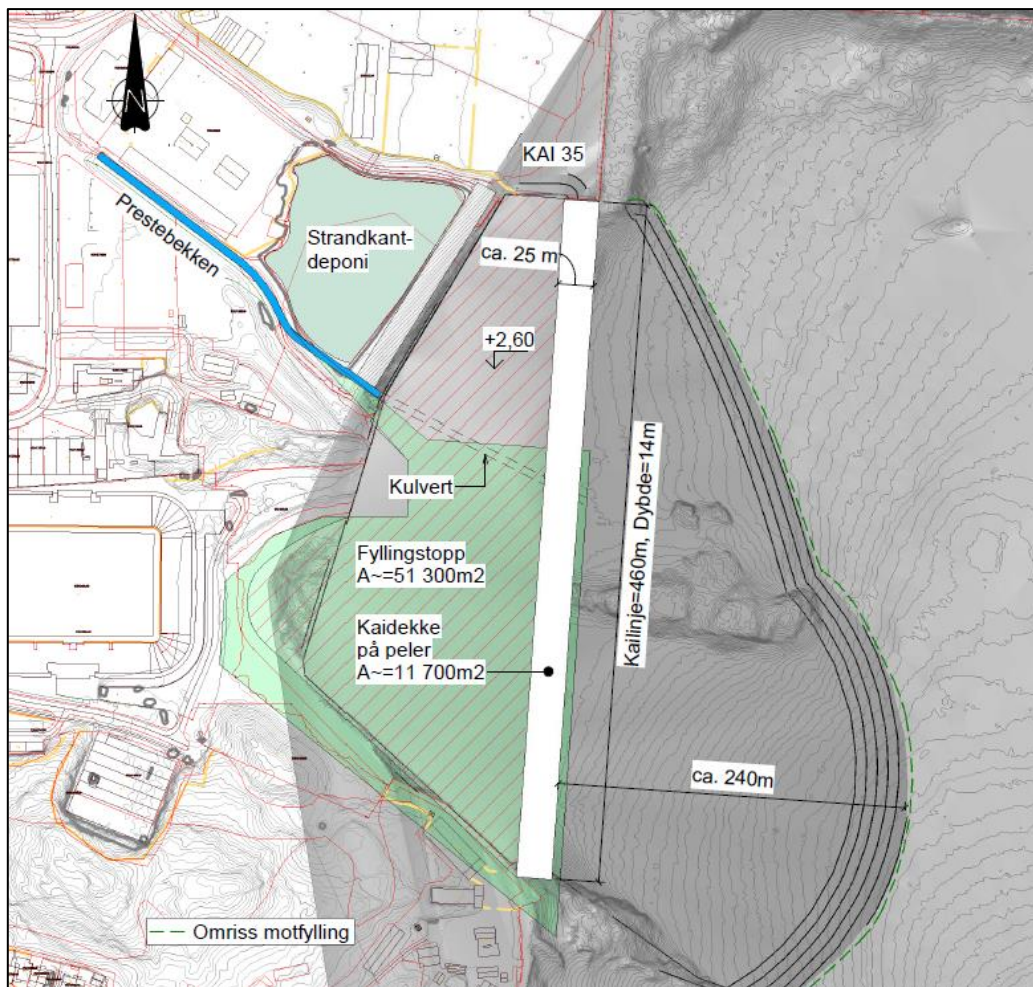 N
KAI 35
Prestebekken
Strandkant-
deponi
ca. 25 m
+2,60
Kulvert
Kailinje=460m, Dybde=14m
Fyllingstopp
A~=51 300m2
Kaidekke
på peler
A~=11 700m2
ca. 240m
Omriss motfylling